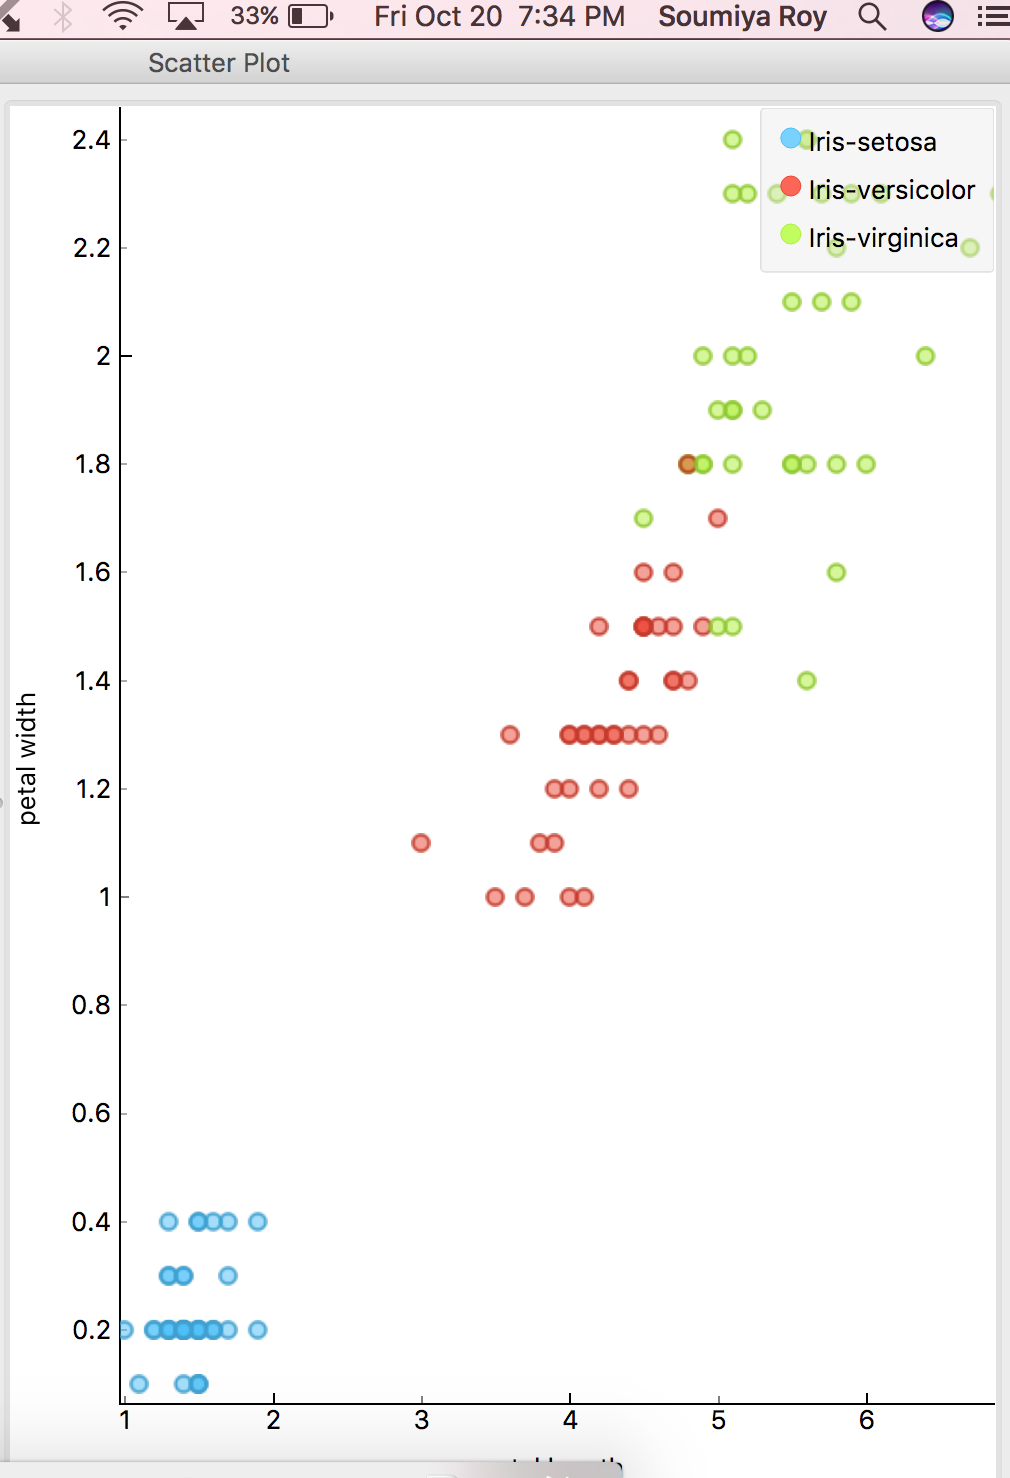 33% Fri Oct 20 7:34 PM Soumiya Roy
Scatter Plot
Iris-setosa
Iris-versicolor
Iris-virginica
2.4
2.2
2
1.8
1.6
1.4
1.2
1
0.8
0.6
0.4
0.2
petal width
1 2 3 4 5 6